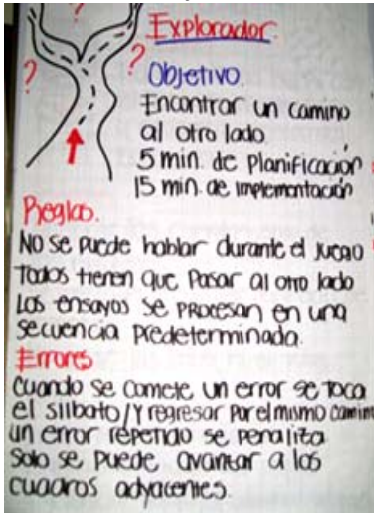 ? ?
Explorador
? ?
Objetivo
Encontrar un camino
al otro lado
5 min. de Planificación
15 min. de implementación
Reglas.
No se puede hablar durante el juego
Todos tienen que Pasar al otro lado
Los ensayos se procesan en una
secuencia predeterminada.
Errores
Cuando se comete un error se toca
el silbato/y regresar por el mismo camino
un error repetido se penaliza
Solo se puede avanzar a los
cuadros adyacentes.